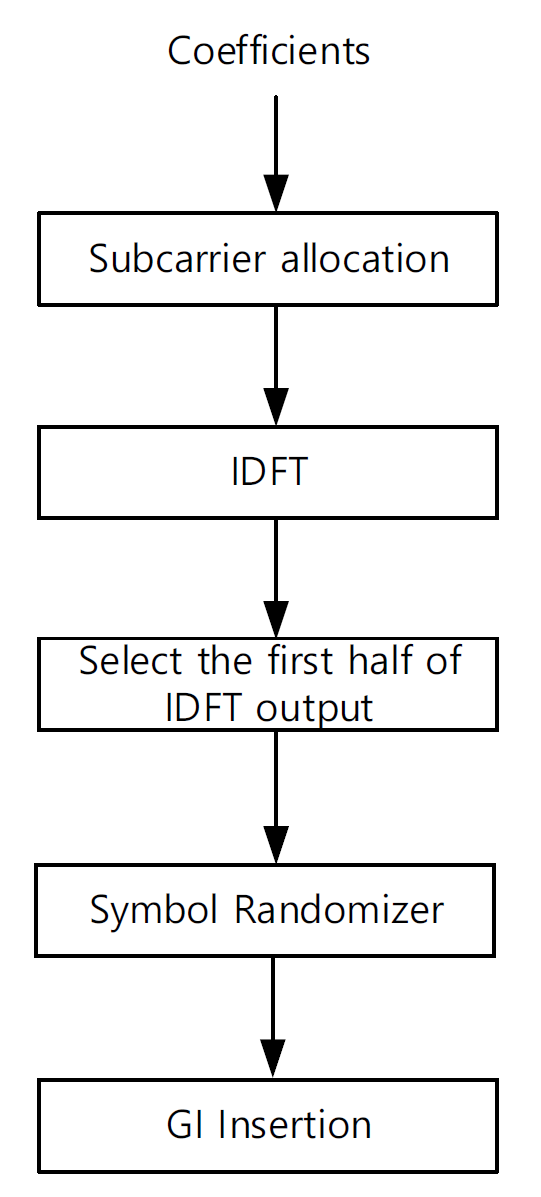 Coefficients
Subcarrier allocation
IDFT
Select the first half of
IDFT output
Symbol Randomizer
GI Insertion